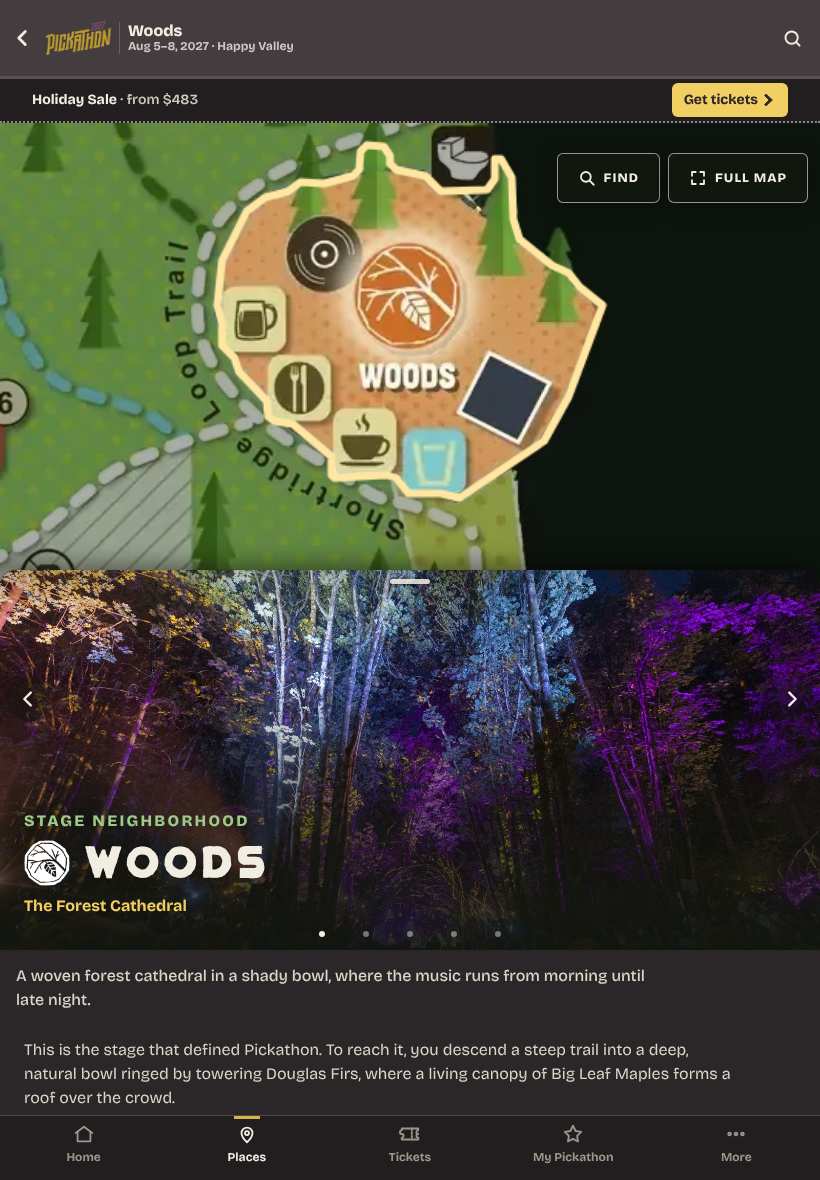 PICKATHON
Woods
Aug 5–8, 2027 · Happy Valley
Holiday Sale · from $483
Get tickets
FIND
FULL MAP
Shortridge Loop Trail
WOODS
6
STAGE NEIGHBORHOOD
WOODS
The Forest Cathedral
A woven forest cathedral in a shady bowl, where the music runs from morning until
late night.
This is the stage that defined Pickathon. To reach it, you descend a steep trail into a deep,
natural bowl ringed by towering Douglas Firs, where a living canopy of Big Leaf Maples forms a
roof over the crowd.
Home
Places
Tickets
My Pickathon
More